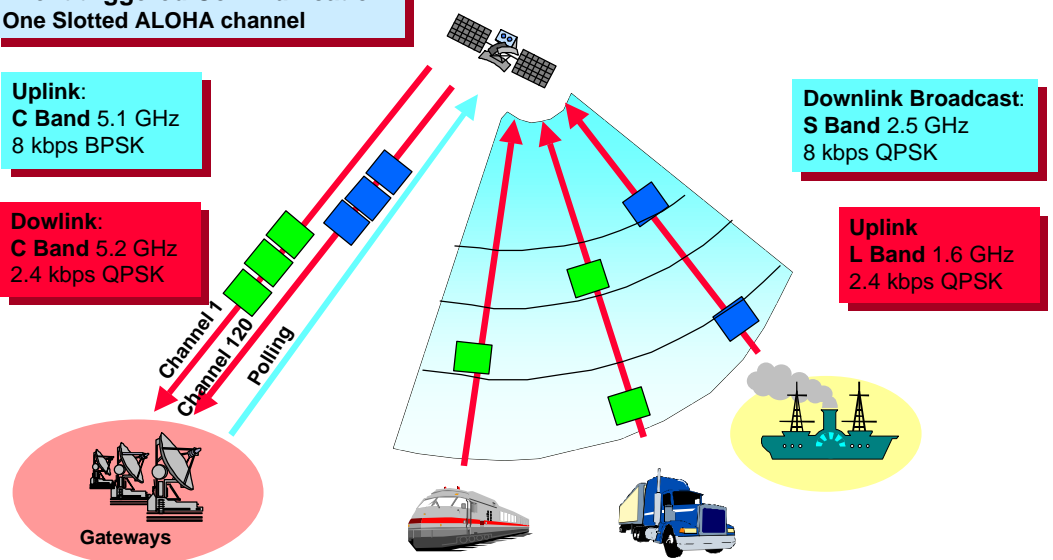 One Slotted ALOHA channel
Uplink:
C Band 5.1 GHz
8 kbps BPSK
Dowlink:
C Band 5.2 GHz
2.4 kbps QPSK
Downlink Broadcast:
S Band 2.5 GHz
8 kbps QPSK
Uplink
L Band 1.6 GHz
2.4 kbps QPSK
Channel 1
Channel 120
Polling
Gateways